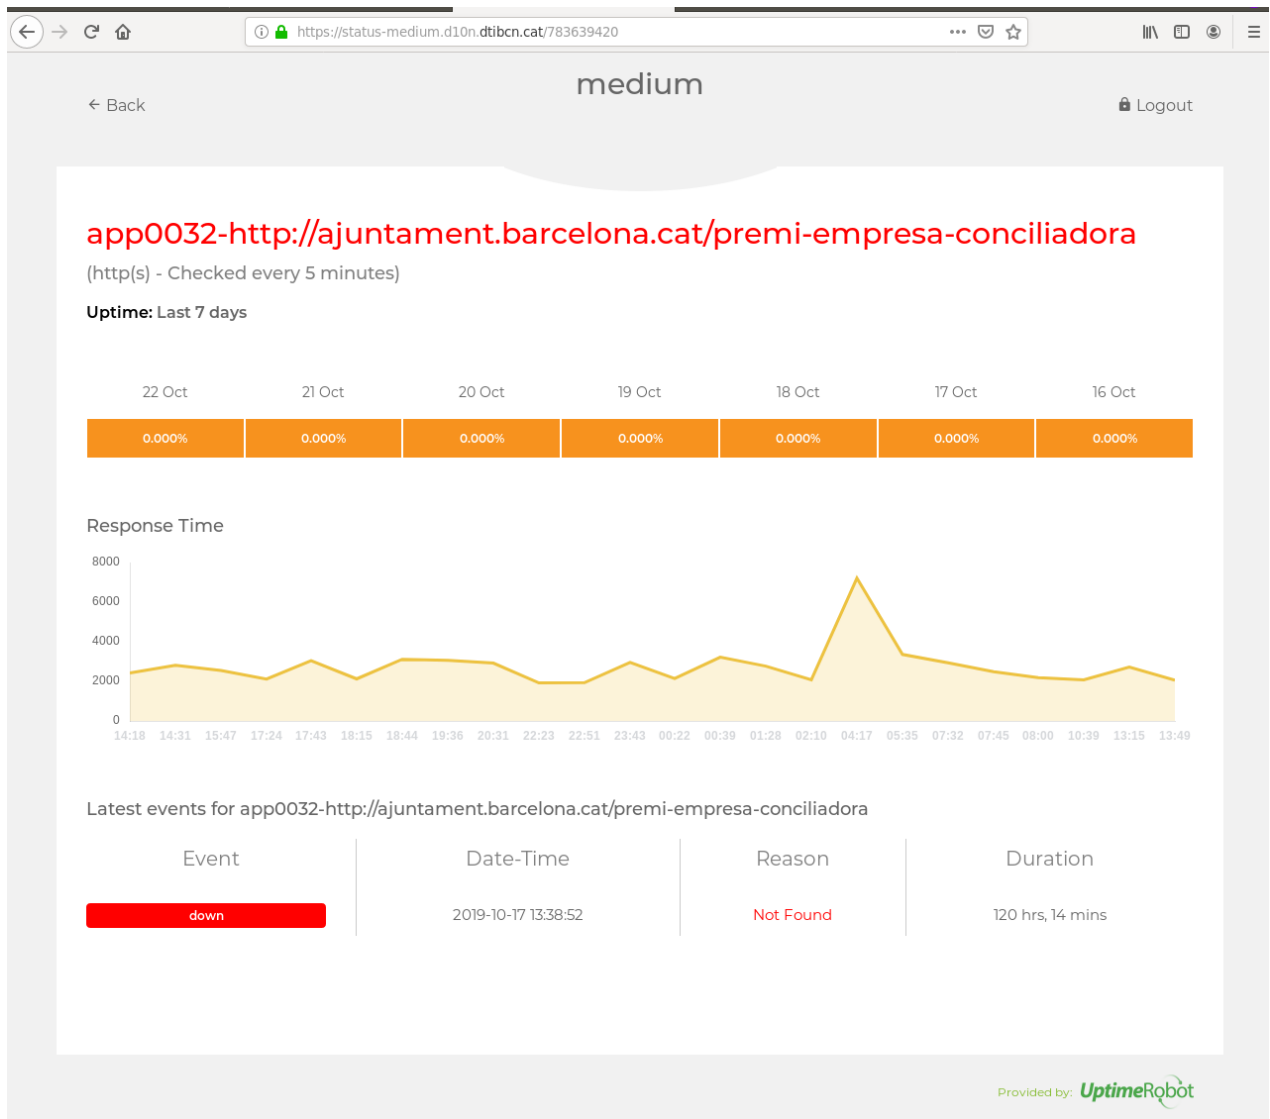 https://status-medium.d10n.dtibcn.cat/783639420
medium
Back
Logout
app0032-http://ajuntament.barcelona.cat/premi-empresa-conciliadora
(http(s) - Checked every 5 minutes)
Uptime: Last 7 days
22 Oct 21 Oct 20 Oct 19 Oct 18 Oct 17 Oct 16 Oct
0.000% 0.000% 0.000% 0.000% 0.000% 0.000% 0.000%
Response Time
8000
6000
4000
2000
0
14:18 14:31 15:47 17:24 17:43 18:15 18:44 19:36 20:31 22:23 22:51 23:43 00:22 00:39 01:28 02:10 04:17 05:35 07:32 07:45 08:00 10:39 13:15 13:49
Latest events for app0032-http://ajuntament.barcelona.cat/premi-empresa-conciliadora
Event Date-Time Reason Duration
down 2019-10-17 13:38:52 Not Found 120 hrs, 14 mins
Provided by: UptimeRobot